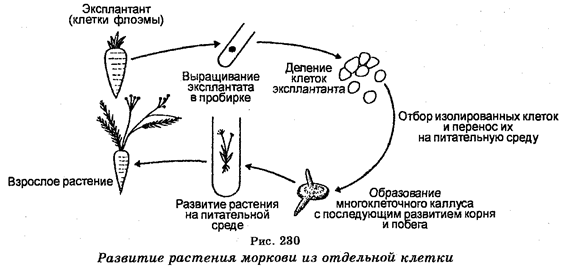 Эксплантант
(клетки флоэмы)
Выращивание
эксплантата
в пробирке
Деление
клеток
эксплантанта
Отбор изолированных клеток
и перенос их
на питательную среду
Образование
многоклеточного каллуса
с последующим развитием корня
и побега
Развитие растения
на питательной
среде
Взрослое растение
Рис. 230
Развитие растения моркови из отдельной клетки